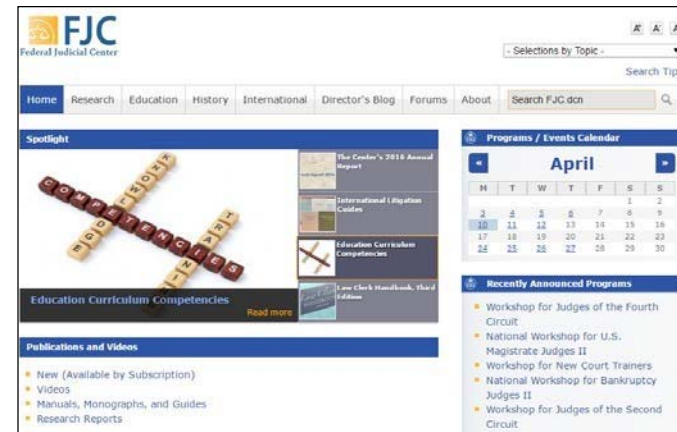 FJC
Federal Judicial Center
- Selections by Topic -
Search Tip
Home Research Education History International Director's Blog Forums About Search FJC.dcn
Spotlight
KNOWLEDGE
COMPETENCIES
TRAINING
The Center's 2016 Annual
Report
International Litigation
Guides
Education Curriculum
Competencies
Law Clerk Handbook, Third
Edition
Education Curriculum Competencies
Read more
Publications and Videos
New (Available by Subscription)
Videos
Manuals, Monographs, and Guides
Research Reports
Programs / Events Calendar
« April »
M T W T F S S
1 2
3 4 5 6 7 8 9
10 11 12 13 14 15 16
17 18 19 20 21 22 23
24 25 26 27 28 29 30
Recently Announced Programs
Workshop for Judges of the Fourth
Circuit
National Workshop for U.S.
Magistrate Judges II
Workshop for New Court Trainers
National Workshop for Bankruptcy
Judges II
Workshop for Judges of the Second
Circuit